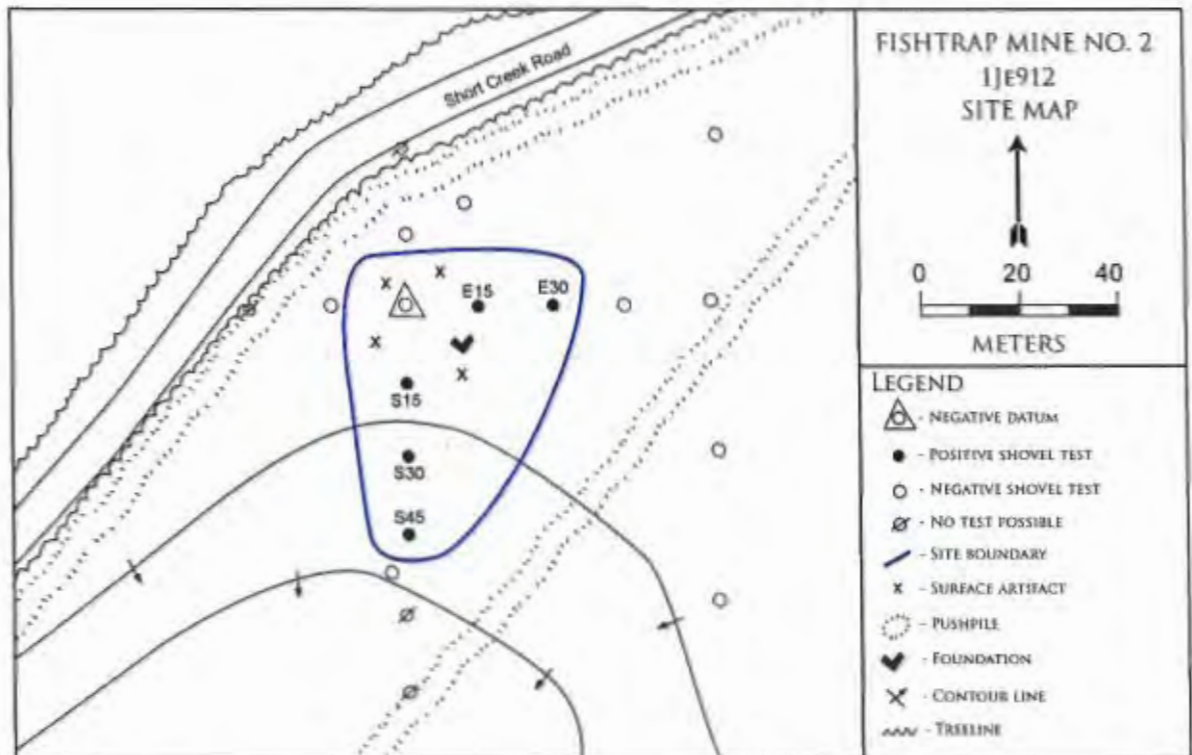 Short Creek Road
E15
E30
S15
S30
S45
FISHTRAP MINE NO. 2
1JE912
SITE MAP
0 20 40
METERS
LEGEND
- NEGATIVE DATUM
- POSITIVE SHOVEL TEST
- NEGATIVE SHOVEL TEST
- NO TEST POSSIBLE
- SITE BOUNDARY
- SURFACE ARTIFACT
- PUSHPILE
- FOUNDATION
- CONTOUR LINE
- TREELINE